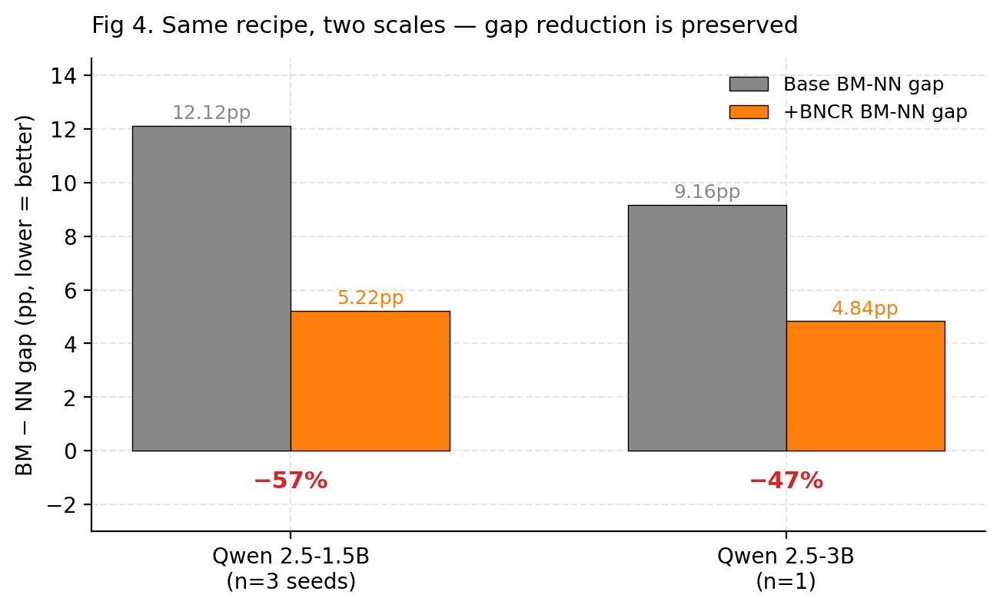 Fig 4. Same recipe, two scales — gap reduction is preserved
BM − NN gap (pp, lower = better)
14
12
10
8
6
4
2
0
−2
Base BM-NN gap
+BNCR BM-NN gap
12.12pp
5.22pp
9.16pp
4.84pp
−57%
−47%
Qwen 2.5-1.5B
(n=3 seeds)
Qwen 2.5-3B
(n=1)